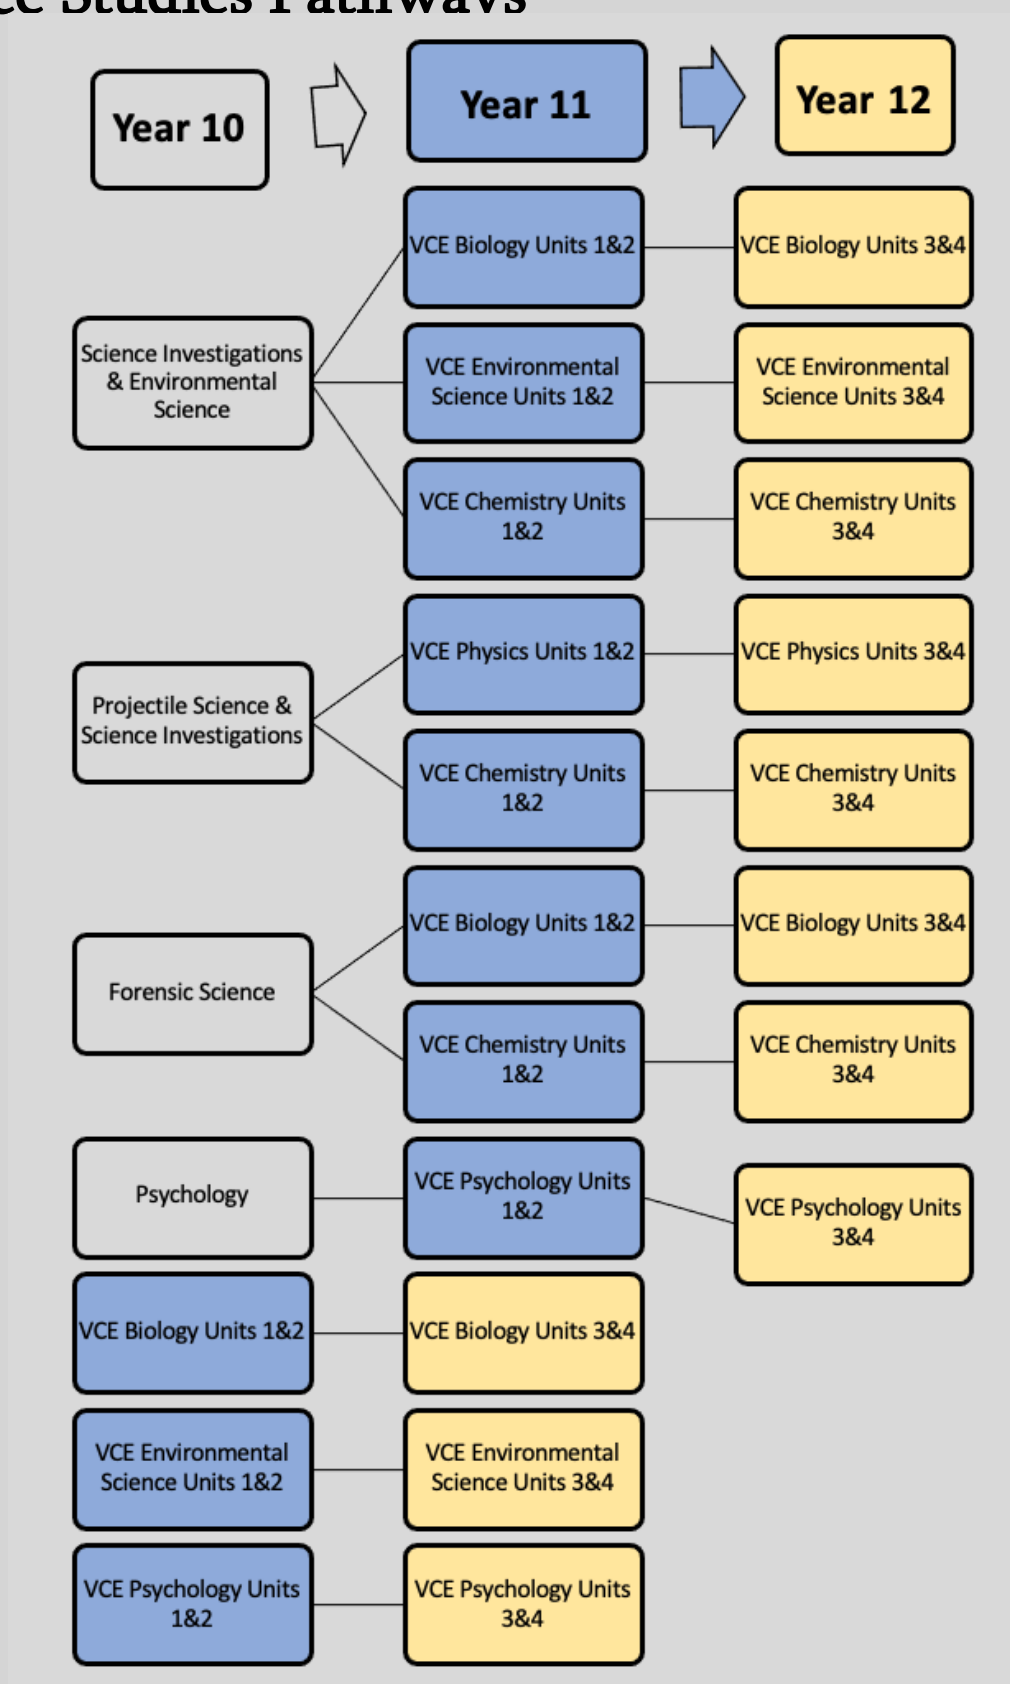 ce Studies Pathways
Year 10
Year 11
Year 12
VCE Biology Units 1&2
VCE Biology Units 3&4
Science Investigations
& Environmental
Science
VCE Environmental
Science Units 1&2
VCE Environmental
Science Units 3&4
VCE Chemistry Units
1&2
VCE Chemistry Units
3&4
Projectile Science &
Science Investigations
VCE Physics Units 1&2
VCE Physics Units 3&4
VCE Chemistry Units
1&2
VCE Chemistry Units
3&4
Forensic Science
VCE Biology Units 1&2
VCE Biology Units 3&4
VCE Chemistry Units
1&2
VCE Chemistry Units
3&4
Psychology
VCE Psychology Units
1&2
VCE Psychology Units
3&4
VCE Biology Units 1&2
VCE Biology Units 3&4
VCE Environmental
Science Units 1&2
VCE Environmental
Science Units 3&4
VCE Psychology Units
1&2
VCE Psychology Units
3&4